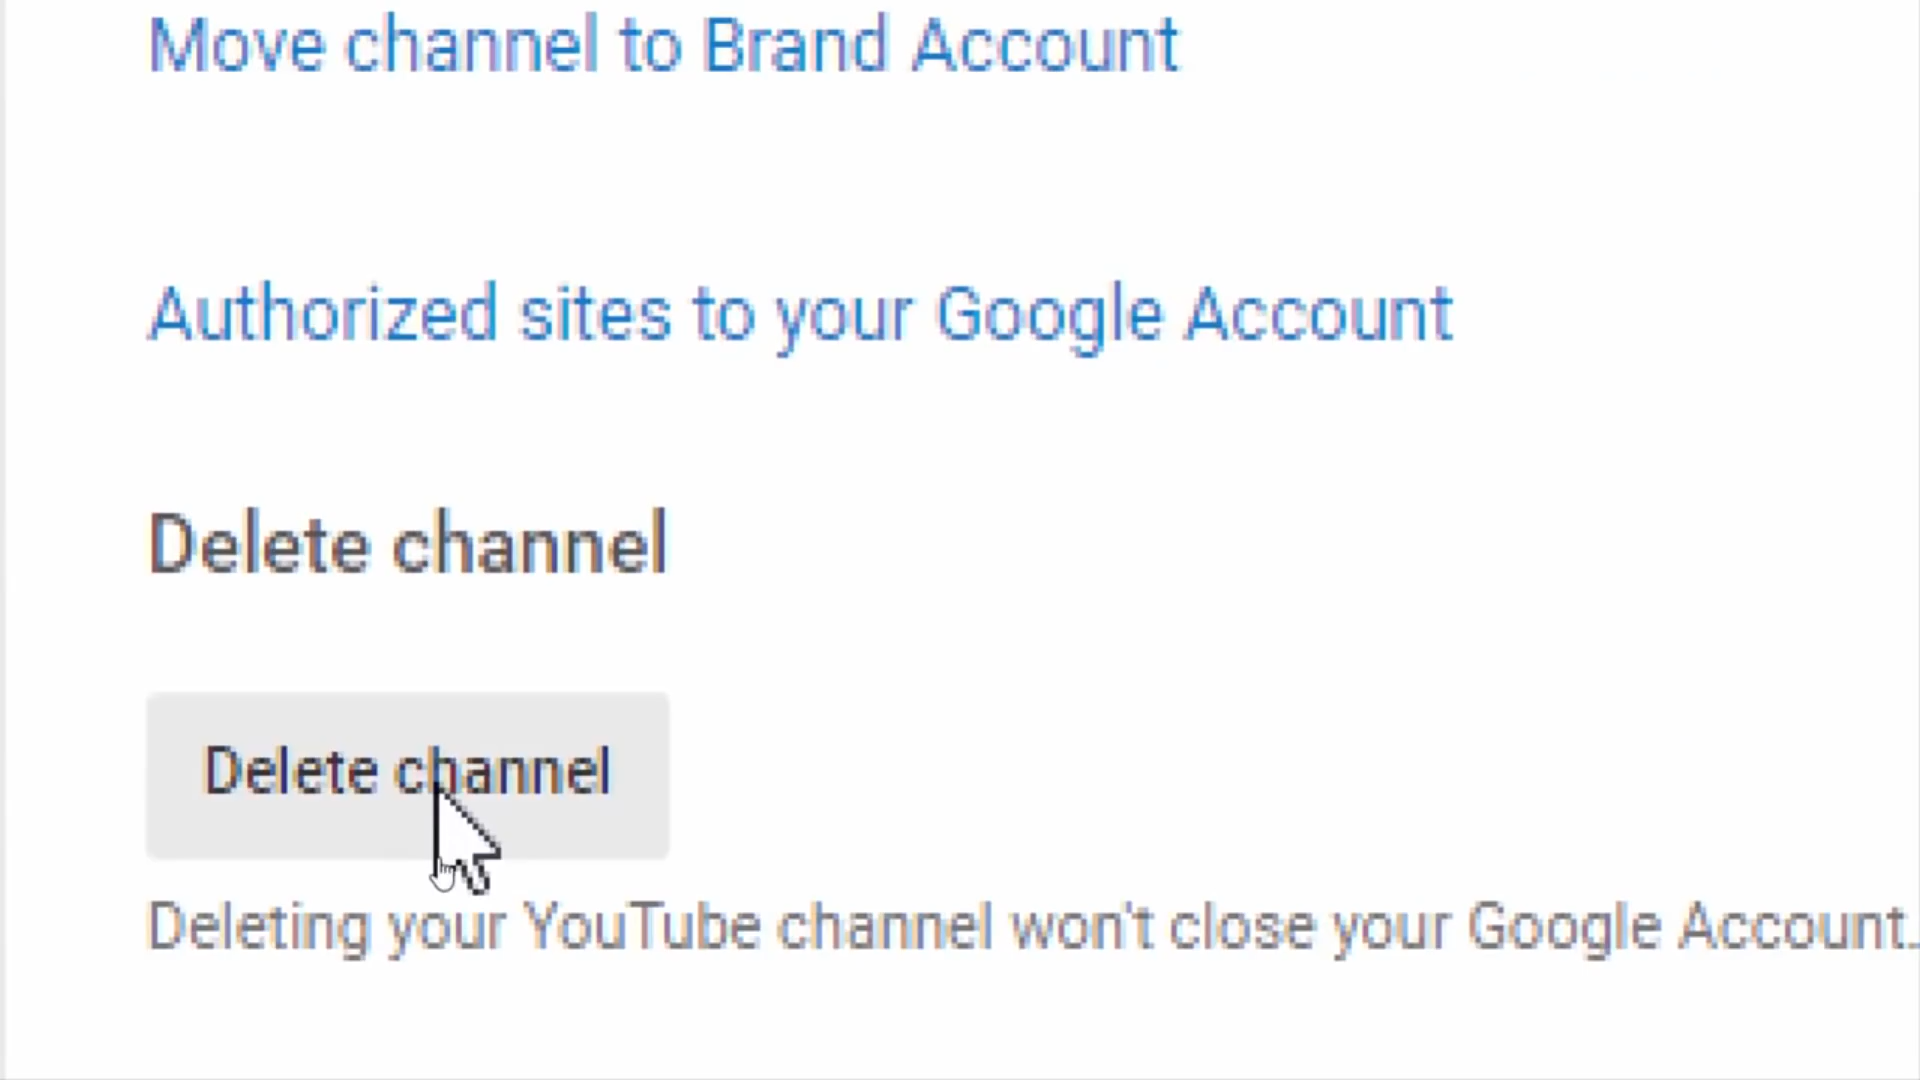 Move channel to Brand Account
Authorized sites to your Google Account
Delete channel
Delete channel
Deleting your YouTube channel won't close your Google Account.